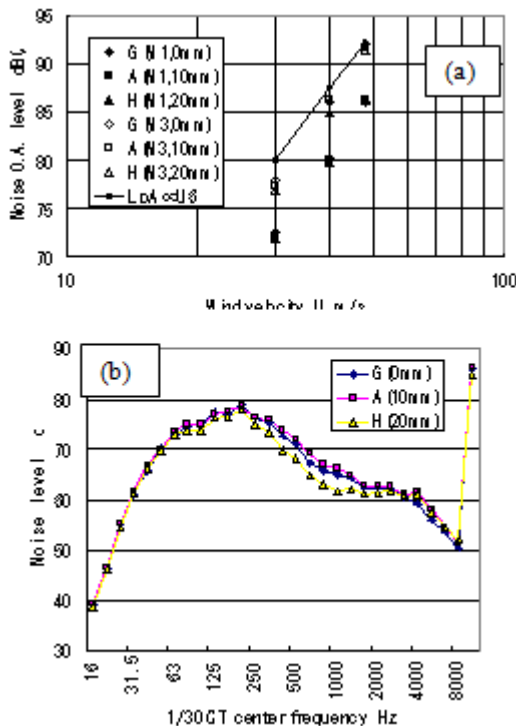 Noise O.A. level dB(
95
90
85
80
75
70
G (N1,0mm)
A (N1,10mm)
H (N1,20mm)
G (N3,0mm)
A (N3,10mm)
H (N3,20mm)
LpA∝U6
(a)
10
100
Wind velocity U m/s
Noise level
90
80
70
60
50
40
30
(b)
G (0mm)
A (10mm)
H (20mm)
16
31.5
63
125
250
500
1000
2000
4000
8000
1/3OCT center frequency Hz